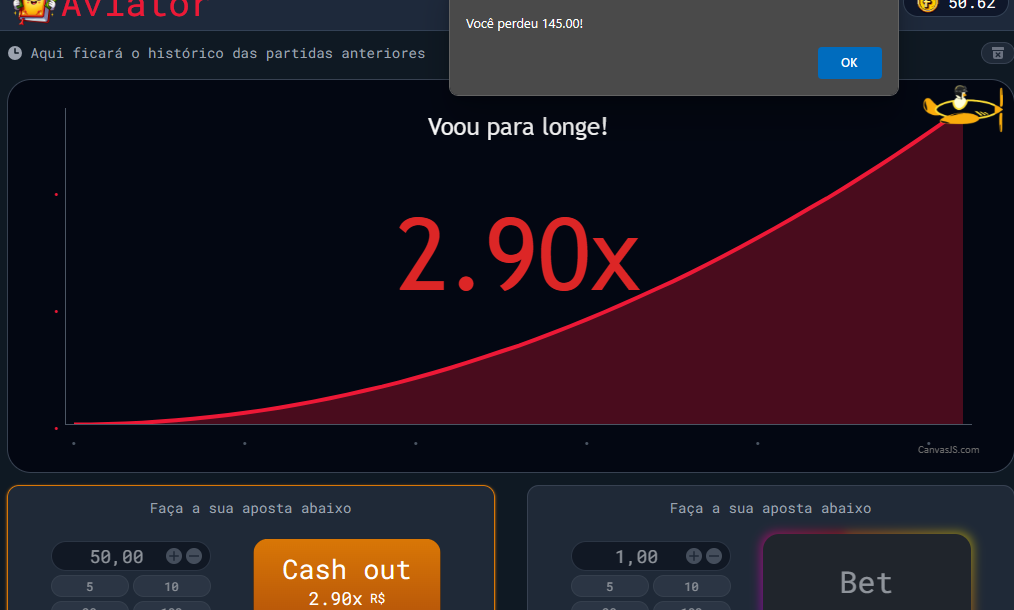 Aviator
50.62
Você perdeu 145.00!
OK
Aqui ficará o histórico das partidas anteriores
Voou para longe!
2.90x
CanvasJS.com
Faça a sua aposta abaixo
50,00
5
10
Cash out
2.90x R$
Faça a sua aposta abaixo
1,00
5
10
Bet